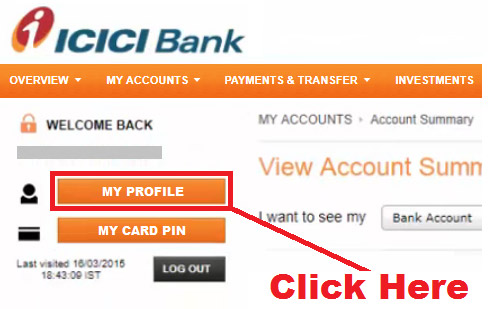 ICICI Bank
OVERVIEW MY ACCOUNTS PAYMENTS & TRANSFER INVESTMENTS
WELCOME BACK
MY ACCOUNTS › Account Summary
View Account Summ
MY PROFILE
I want to see my Bank Account
MY CARD PIN
Last visited 16/03/2015
18:43:09 IST
LOG OUT
Click Here